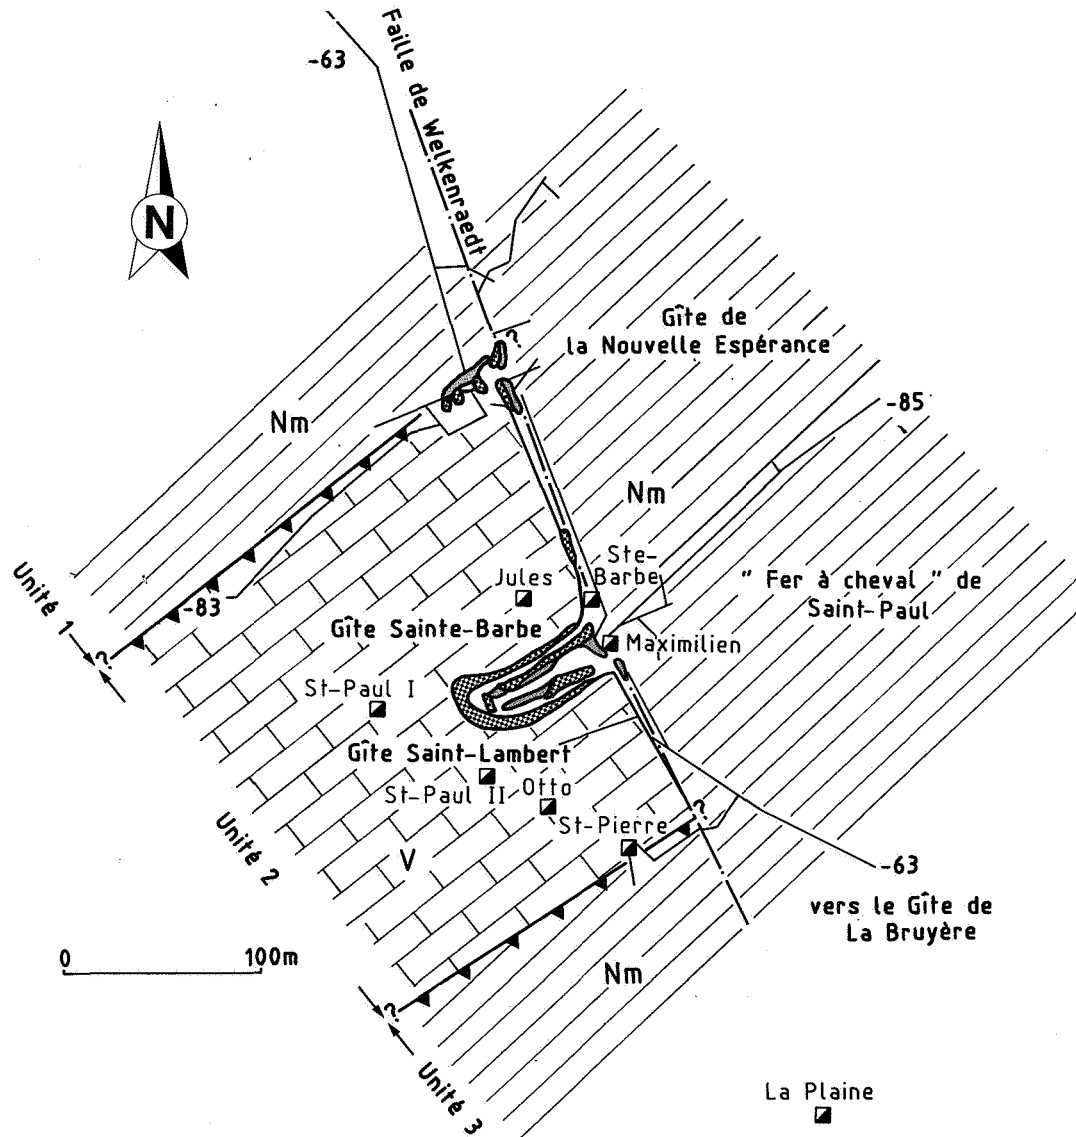 Faille de Welkenraedt
-63
N
Gîte de
la Nouvelle Espérance
?
Nm
-85
Nm
Ste-
Barbe
Jules
" Fer à cheval " de
Saint-Paul
Unité 1
-83
Gîte Sainte-Barbe
Maximilien
?
St-Paul I
Gîte Saint-Lambert
St-Paul II
Otto
?
St-Pierre
Unité 2
V
-63
vers le Gîte de
La Bruyère
0 100m
Nm
?
Unité 3
La Plaine